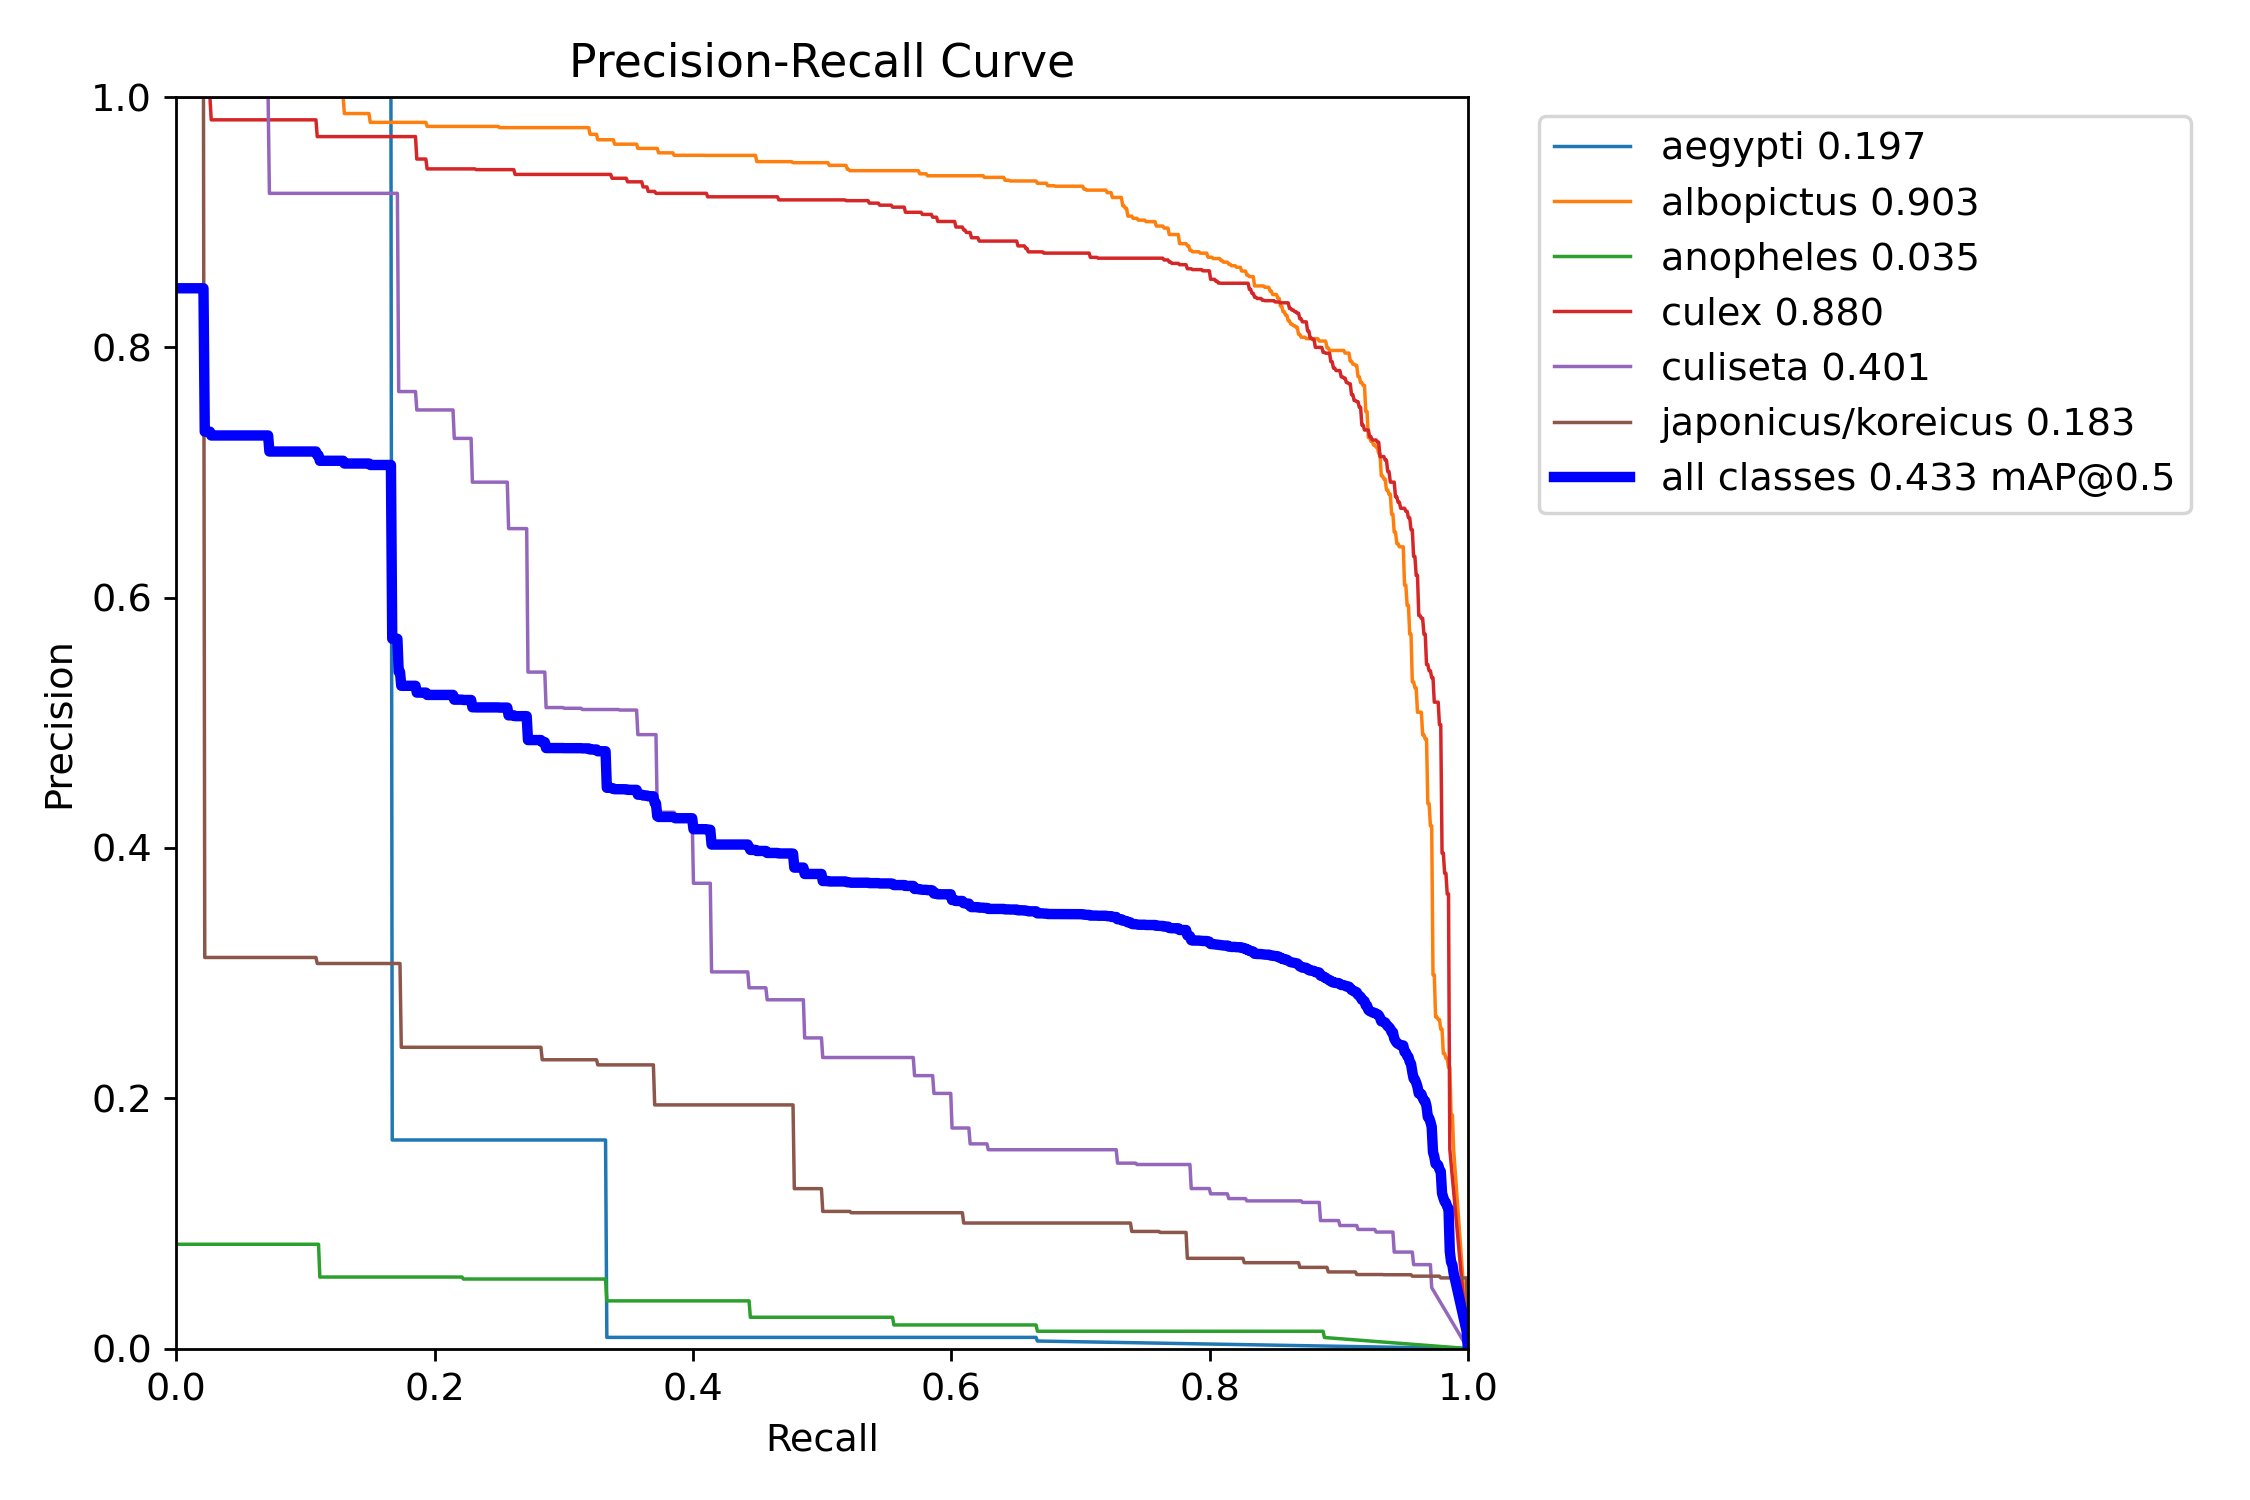 Precision-Recall Curve
1.0
0.8
0.6
0.4
0.2
0.0
Precision
0.0 0.2 0.4 0.6 0.8 1.0
Recall
aegypti 0.197
albopictus 0.903
anopheles 0.035
culex 0.880
culiseta 0.401
japonicus/koreicus 0.183
all classes 0.433 mAP@0.5